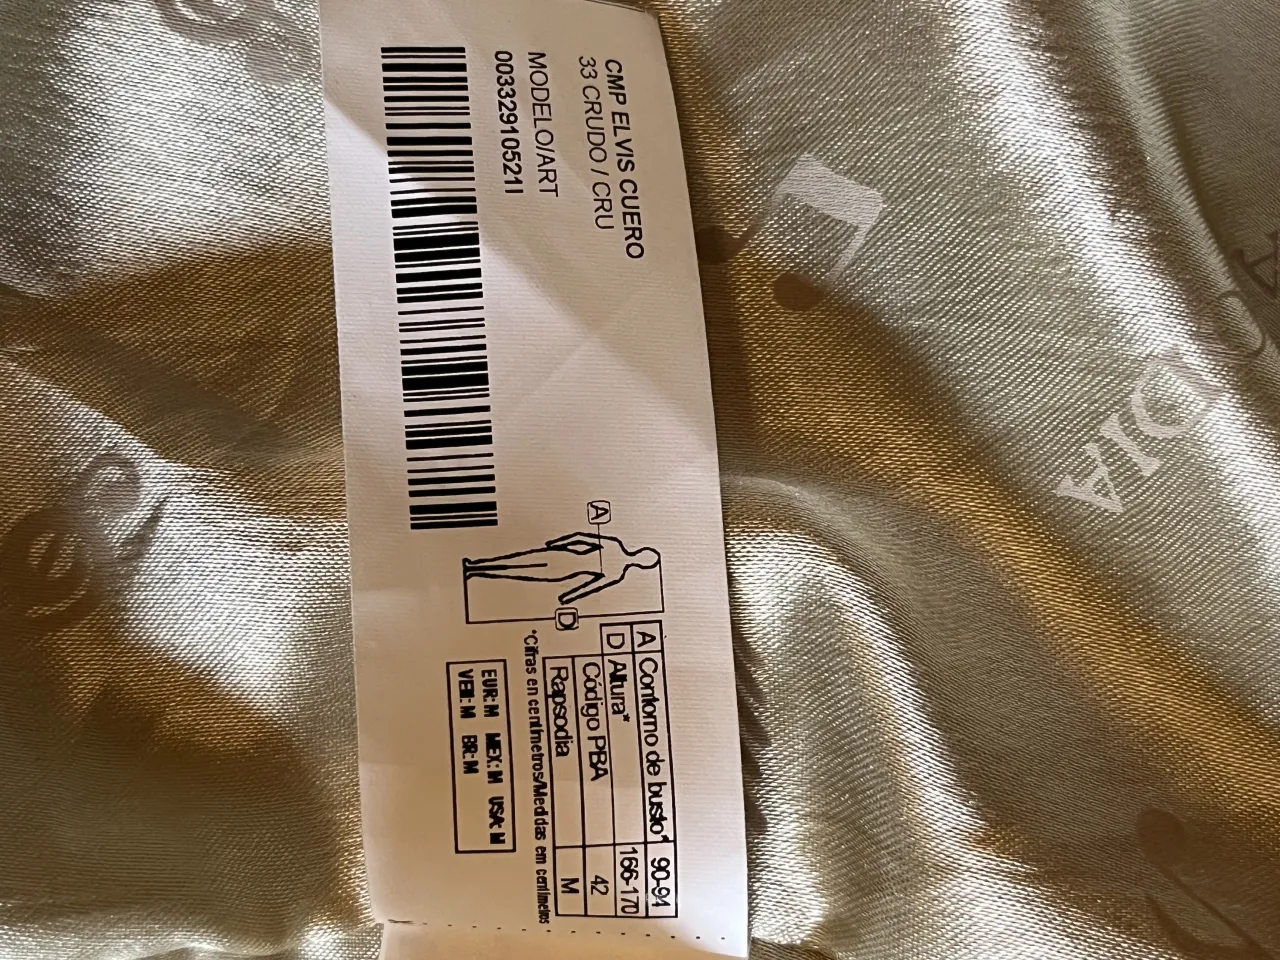 CMP ELVIS CUERO
33 CRUDO / CRU
MODELO/ART
00332910521I
A
D
A Contorno de busto* 90-94
D Altura* 166-170
Código PBA 42
Rapsodia M
*Cifras en centímetros/Medidas em centímetros
EUR: M MEX: M USA: M
VEN: M BR: M